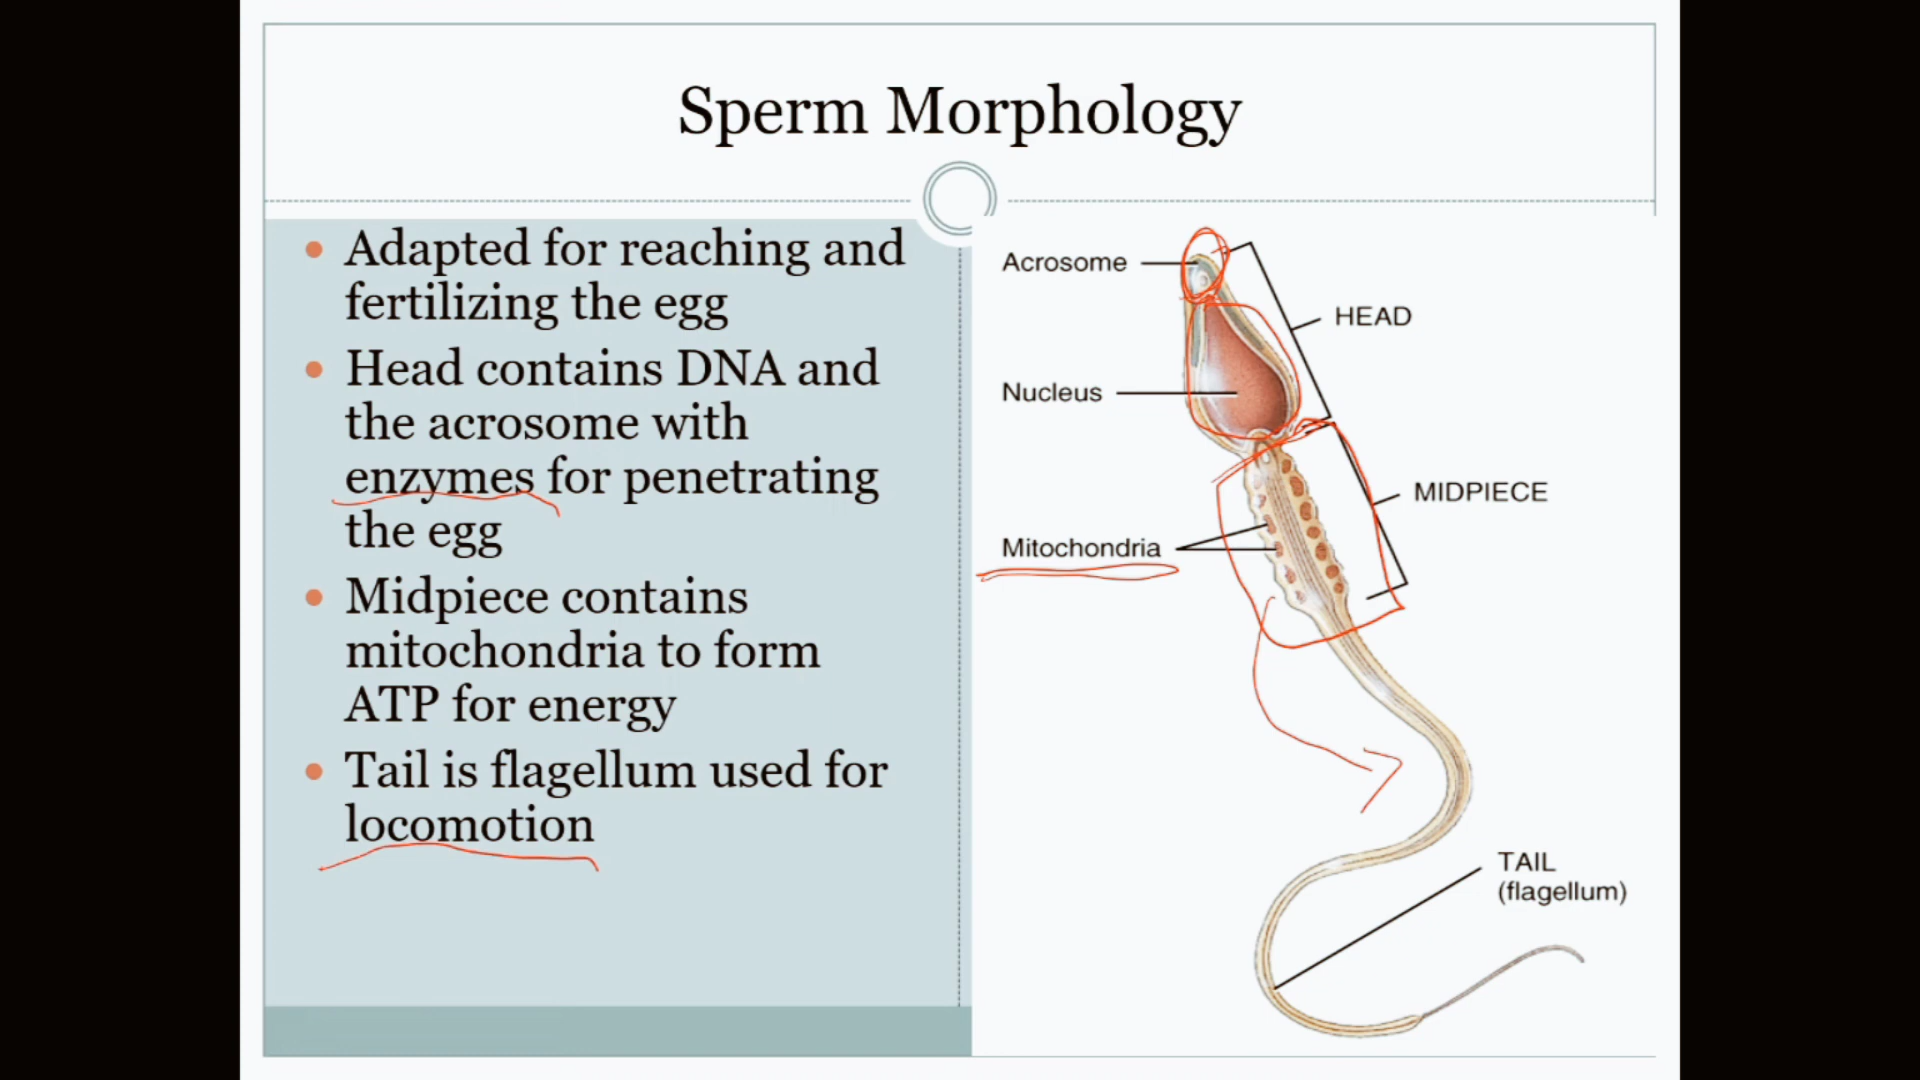 Sperm Morphology
Adapted for reaching and
fertilizing the egg
Head contains DNA and
the acrosome with
enzymes for penetrating
the egg
Midpiece contains
mitochondria to form
ATP for energy
Tail is flagellum used for
locomotion
Acrosome
HEAD
Nucleus
MIDPIECE
Mitochondria
TAIL
(flagellum)